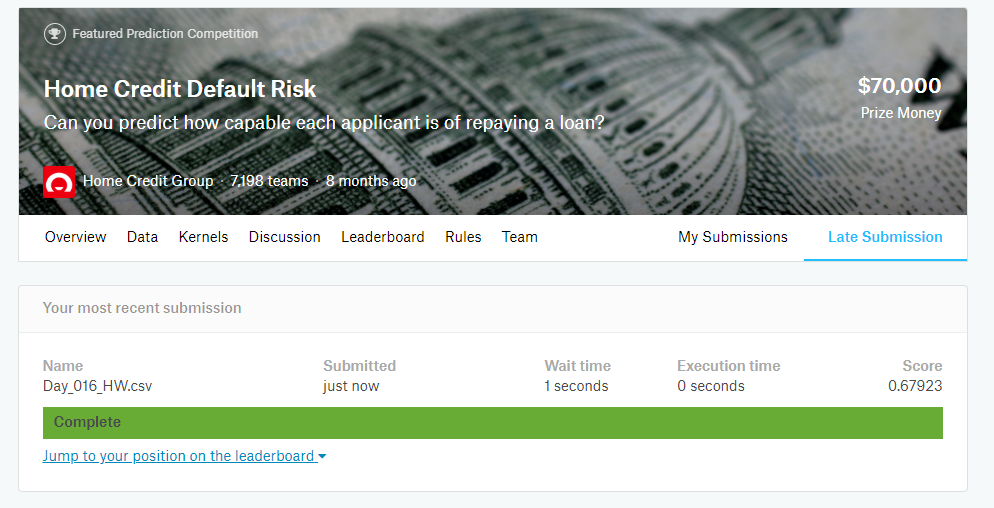 Featured Prediction Competition
Home Credit Default Risk
$70,000
Can you predict how capable each applicant is of repaying a loan?
Prize Money
Home Credit Group · 7,198 teams · 8 months ago
Overview Data Kernels Discussion Leaderboard Rules Team My Submissions Late Submission
Your most recent submission
Name Submitted Wait time Execution time Score
Day_016_HW.csv just now 1 seconds 0 seconds 0.67923
Complete
Jump to your position on the leaderboard